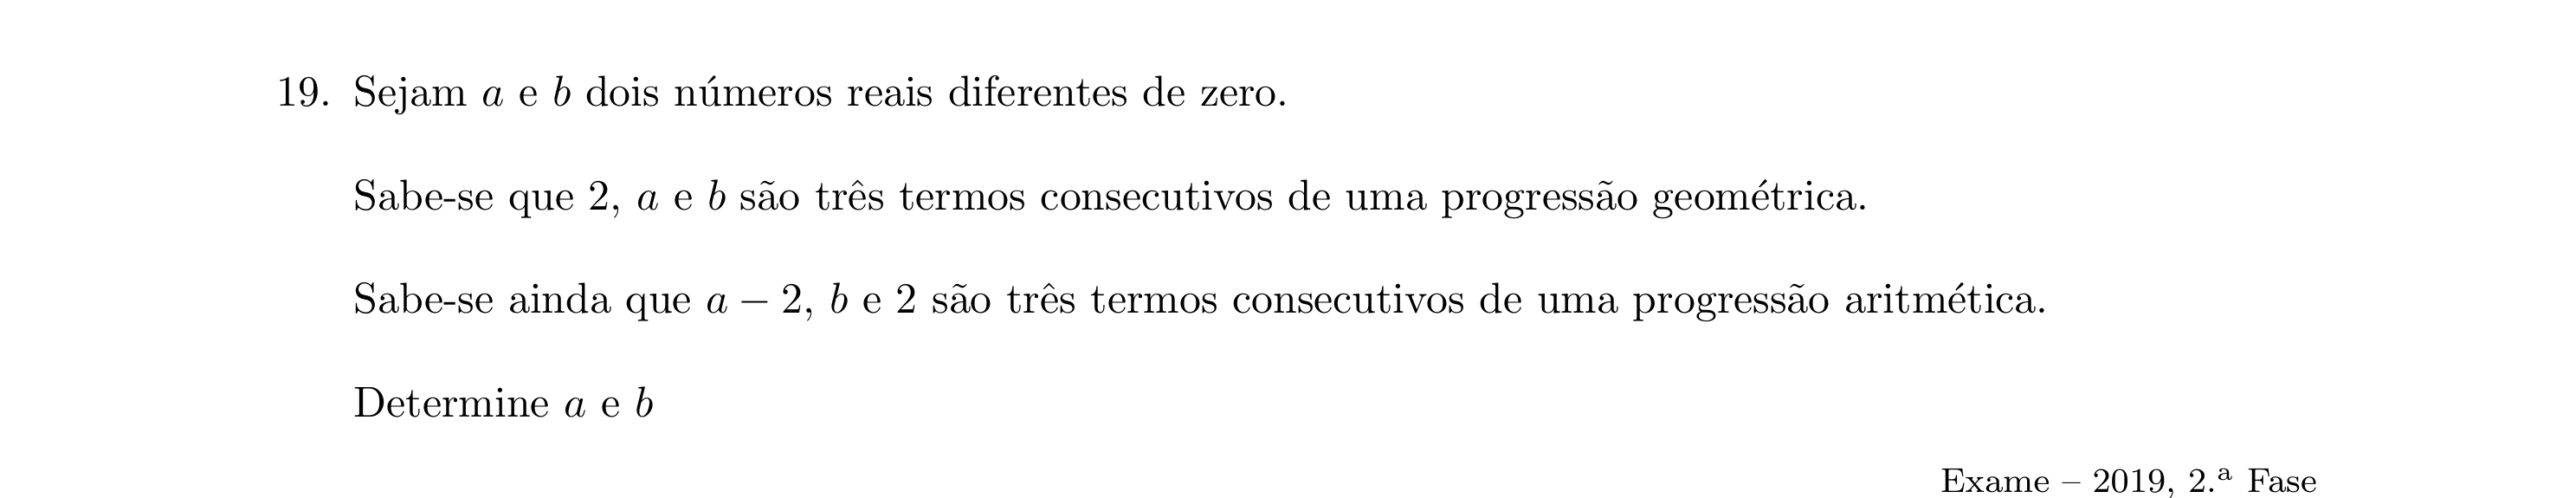 19. Sejam a e b dois números reais diferentes de zero.
Sabe-se que 2, a e b são três termos consecutivos de uma progressão geométrica.
Sabe-se ainda que a − 2, b e 2 são três termos consecutivos de uma progressão aritmética.
Determine a e b
Exame – 2019, 2.ª Fase